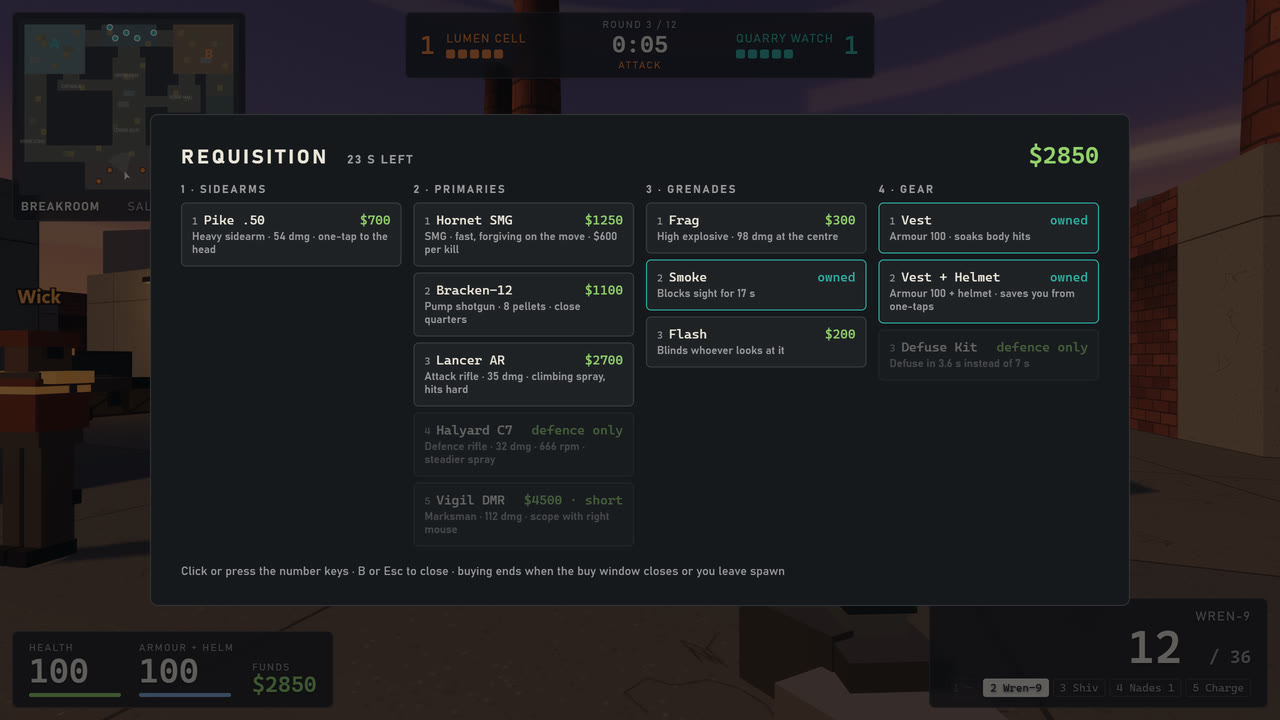 ROUND 3 / 12
1 LUMEN CELL 0:05 QUARRY WATCH 1
ATTACK
A
B
BREAKROOM SAL
REQUISITION 23 S LEFT $2850
1 · SIDEARMS
1 Pike .50 $700
Heavy sidearm · 54 dmg · one-tap to the
head
2 · PRIMARIES
1 Hornet SMG $1250
SMG · fast, forgiving on the move · $600
per kill
2 Bracken-12 $1100
Pump shotgun · 8 pellets · close
quarters
3 Lancer AR $2700
Attack rifle · 35 dmg · climbing spray,
hits hard
4 Halyard C7 defence only
Defence rifle · 32 dmg · 666 rpm ·
steadier spray
5 Vigil DMR $4500 · short
Marksman · 112 dmg · scope with right
mouse
3 · GRENADES
1 Frag $300
High explosive · 98 dmg at the centre
2 Smoke owned
Blocks sight for 17 s
3 Flash $200
Blinds whoever looks at it
4 · GEAR
1 Vest owned
Armour 100 · soaks body hits
2 Vest + Helmet owned
Armour 100 + helmet · saves you from
one-taps
3 Defuse Kit defence only
Defuse in 3.6 s instead of 7 s
Click or press the number keys · B or Esc to close · buying ends when the buy window closes or you leave spawn
Wick
HEALTH
100
ARMOUR + HELM
100
FUNDS
$2850
WREN-9
12 / 36
1 — 2 Wren-9 3 Shiv 4 Nades 1 5 Charge